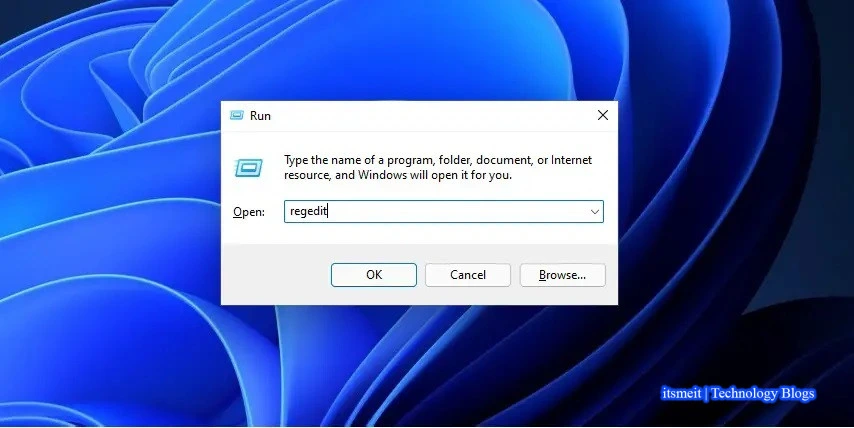 Run
Type the name of a program, folder, document, or Internet
resource, and Windows will open it for you.
Open: regedit
OK Cancel Browse...
itsmeit | Technology Blogs